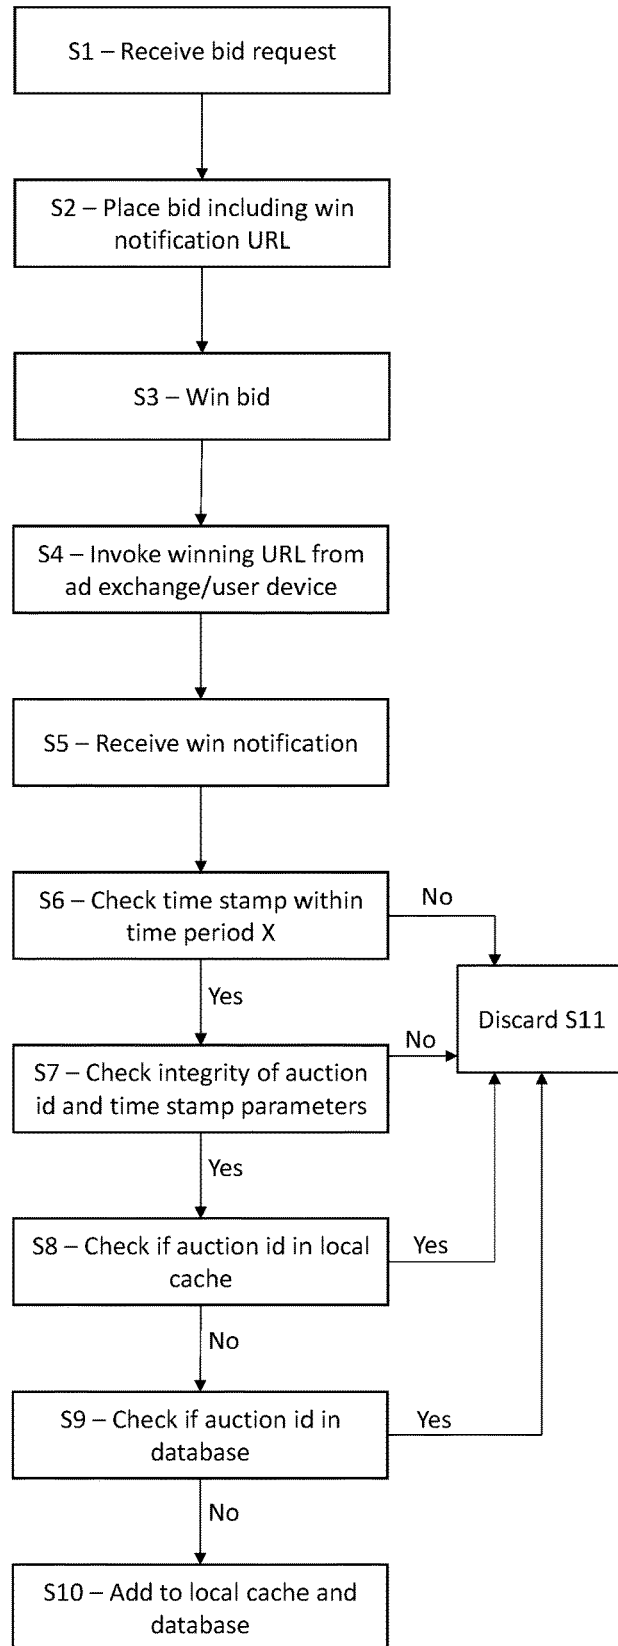 S1 – Receive bid request
S2 – Place bid including win
notification URL
S3 – Win bid
S4 – Invoke winning URL from
ad exchange/user device
S5 – Receive win notification
S6 – Check time stamp within
time period X
No
Yes
Discard S11
No
S7 – Check integrity of auction
id and time stamp parameters
Yes
S8 – Check if auction id in local
cache
Yes
No
S9 – Check if auction id in
database
Yes
No
S10 – Add to local cache and
database